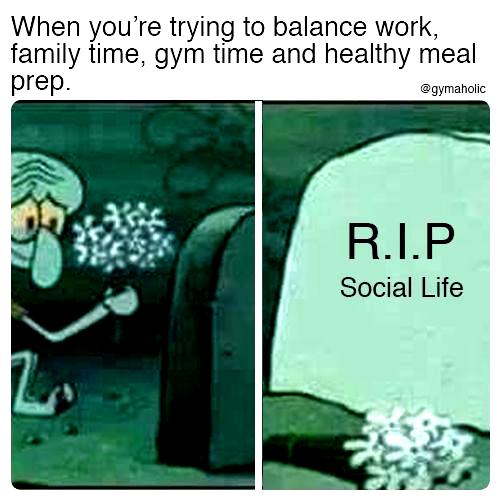 When you’re trying to balance work,
family time, gym time and healthy meal
prep.
@gymaholic
R.I.P
Social Life